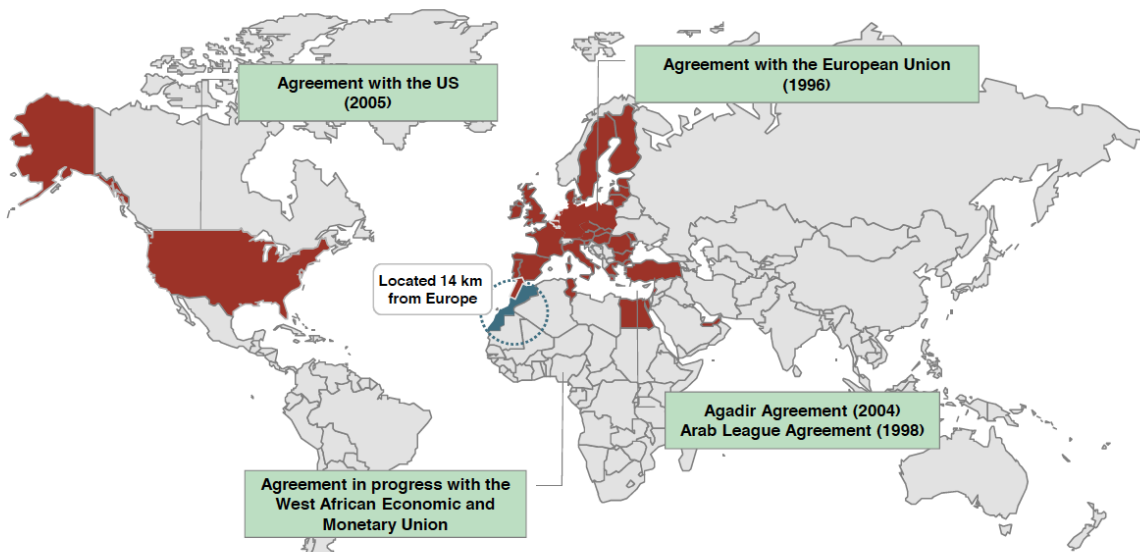 Agreement with the US
(2005)
Agreement with the European Union
(1996)
Located 14 km
from Europe
Agadir Agreement (2004)
Arab League Agreement (1998)
Agreement in progress with the
West African Economic and
Monetary Union